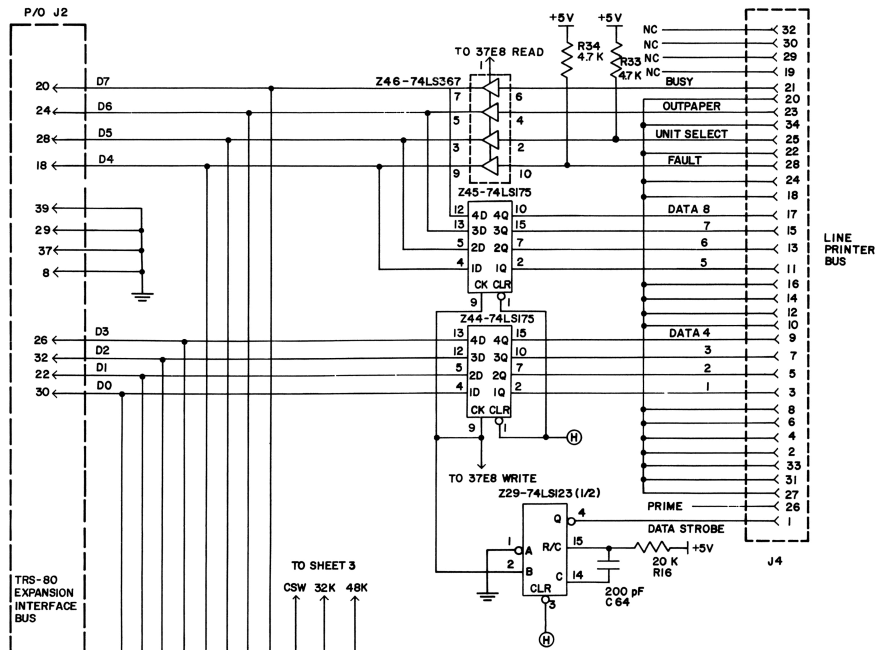 P/O J2
+5V +5V
NC 32
NC 30
NC 29
NC 19
TO 37E8 READ
R34
4.7 K
R33
4.7K
1
Z46-74LS367
20 D7 7 6 BUSY 21
20
24 D6 5 4 OUTPAPER 23
34
28 D5 3 2 UNIT SELECT 25
22
18 D4 9 10 FAULT 28
24
18
Z45-74LS175
39 12 4D 4Q 10 DATA 8 17
29 13 3D 3Q 15 7 15
37 5 2D 2Q 7 6 13
8 4 1D 1Q 2 5 11
CK CLR
9 1
16
14
12
10
LINE
PRINTER
BUS
Z44-74LS175
26 D3 13 4D 4Q 15 DATA 4 9
32 D2 12 3D 3Q 10 3 7
22 D1 5 2D 2Q 7 2 5
30 D0 4 1D 1Q 2 1 3
CK CLR
9 1
H
8
6
4
2
33
31
27
TO 37E8 WRITE
Z29-74LS123 (1/2)
PRIME 26
Q 4 1
DATA STROBE
1 A R/C 15 +5V
20 K
R16
J4
2 B C 14
CLR
3
200 pF
C64
H
TO SHEET 3
CSW 32K 48K
TRS-80
EXPANSION
INTERFACE
BUS